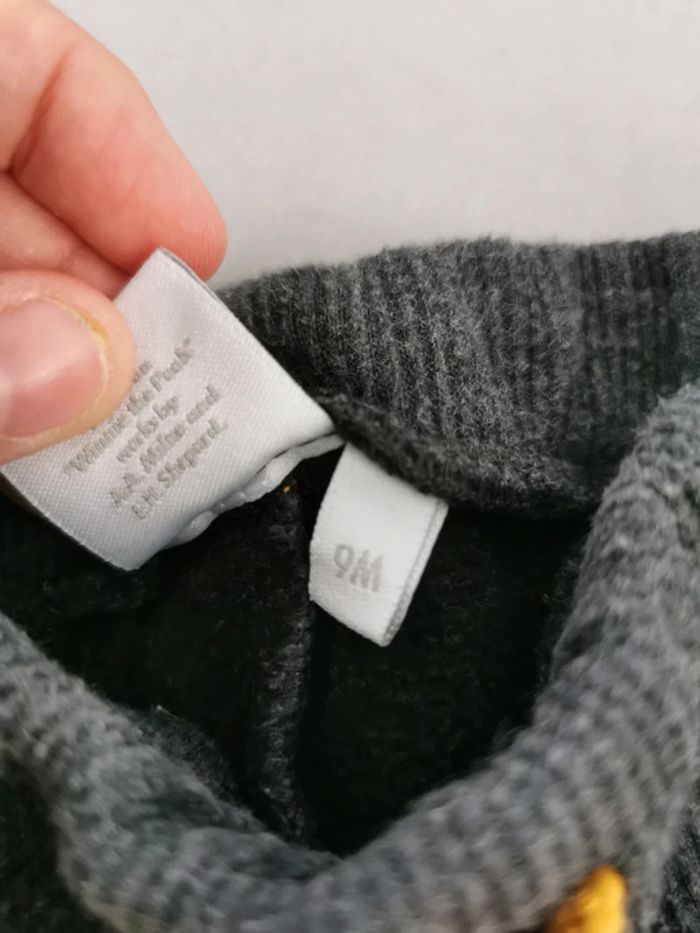 "Winnie the Pooh"
works by
A.A. Milne and
E.H. Shepard.
9M